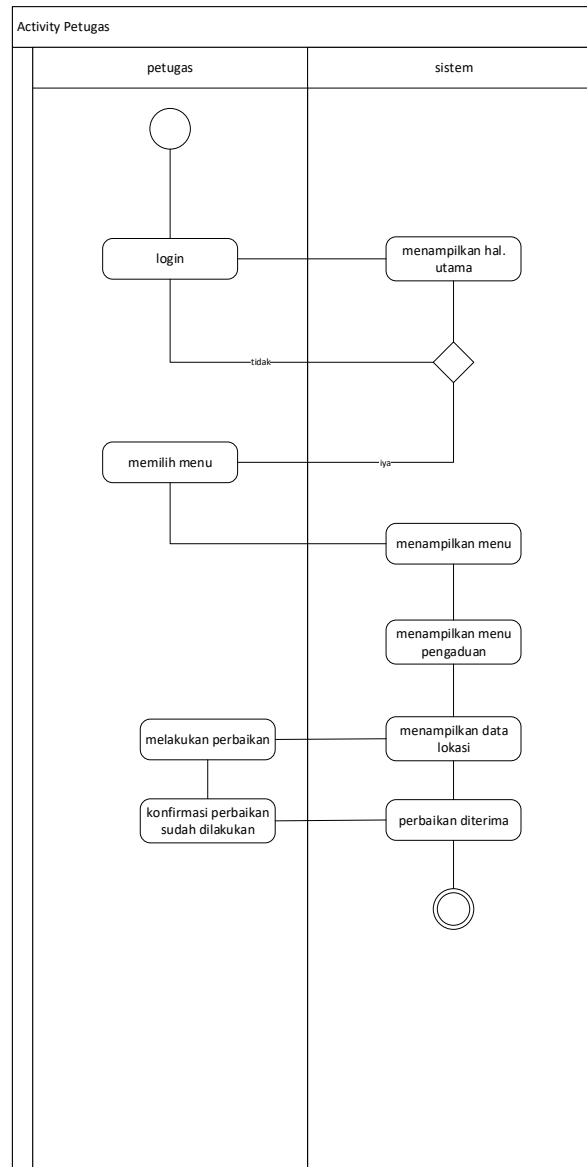 Activity Petugas
petugas
sistem
login
menampilkan hal.
utama
tidak
memilih menu
iya
menampilkan menu
menampilkan menu
pengaduan
melakukan perbaikan
menampilkan data
lokasi
konfirmasi perbaikan
sudah dilakukan
perbaikan diterima